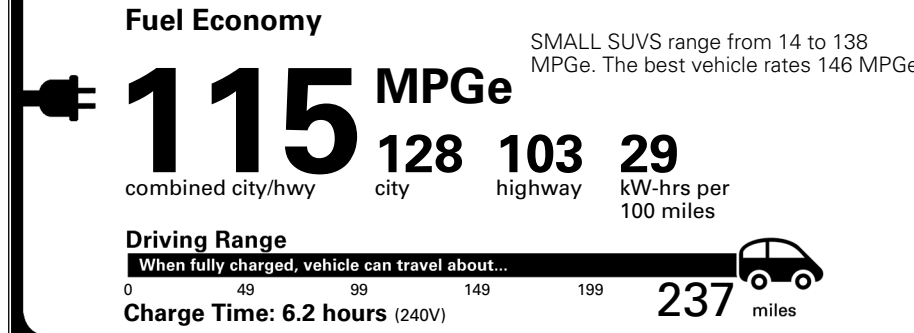 Fuel Economy
SMALL SUVS range from 14 to 138
MPGe. The best vehicle rates 146 MPGe
115 MPGe
combined city/hwy
128
city
103
highway
29
kW-hrs per
100 miles
Driving Range
When fully charged, vehicle can travel about...
0 49 99 149 199 237 miles
Charge Time: 6.2 hours (240V)